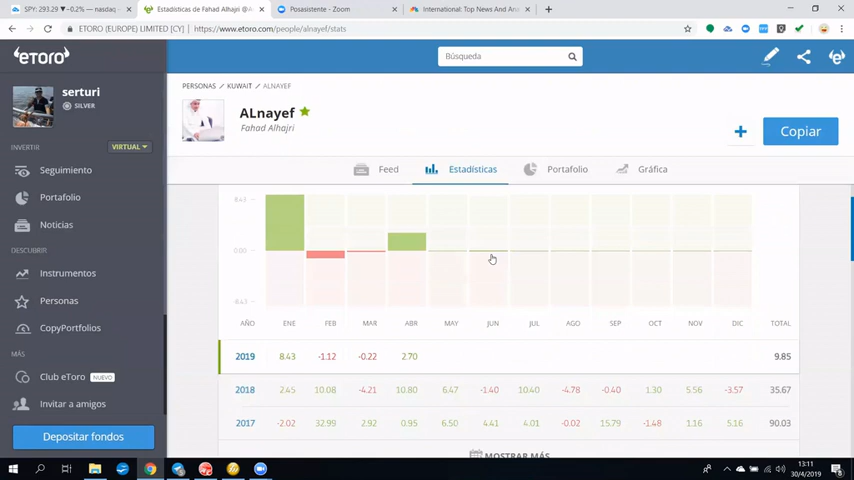 SPY: 293.29 ▼−0.2% — nasdaq
Estadísticas de Fahad Alhajri @A
Posasistente - Zoom
International: Top News And An
ETORO (EUROPE) LIMITED [CY]
https://www.etoro.com/people/alnayef/stats
eTORO
Búsqueda
serturi
SILVER
PERSONAS / KUWAIT / ALNAYEF
ALnayef
Fahad Alhajri
Copiar
INVERTIR
VIRTUAL
Feed
Estadísticas
Portafolio
Gráfica
Seguimiento
Portafolio
Noticias
DESCUBRIR
Instrumentos
Personas
CopyPortfolios
MÁS
Club eToro NUEVO
Invitar a amigos
Depositar fondos
8.43
0.00
-8.43
AÑO ENE FEB MAR ABR MAY JUN JUL AGO SEP OCT NOV DIC TOTAL
2019 8.43 -1.12 -0.22 2.70 9.85
2018 2.45 10.08 -4.21 10.80 6.47 -1.40 10.40 -4.78 -0.40 1.30 5.56 -3.57 35.67
2017 -2.02 32.99 2.92 0.95 6.50 4.41 4.01 -0.02 15.79 -1.48 1.16 5.16 90.03
MOSTRAR MÁS
13:11
30/4/2019